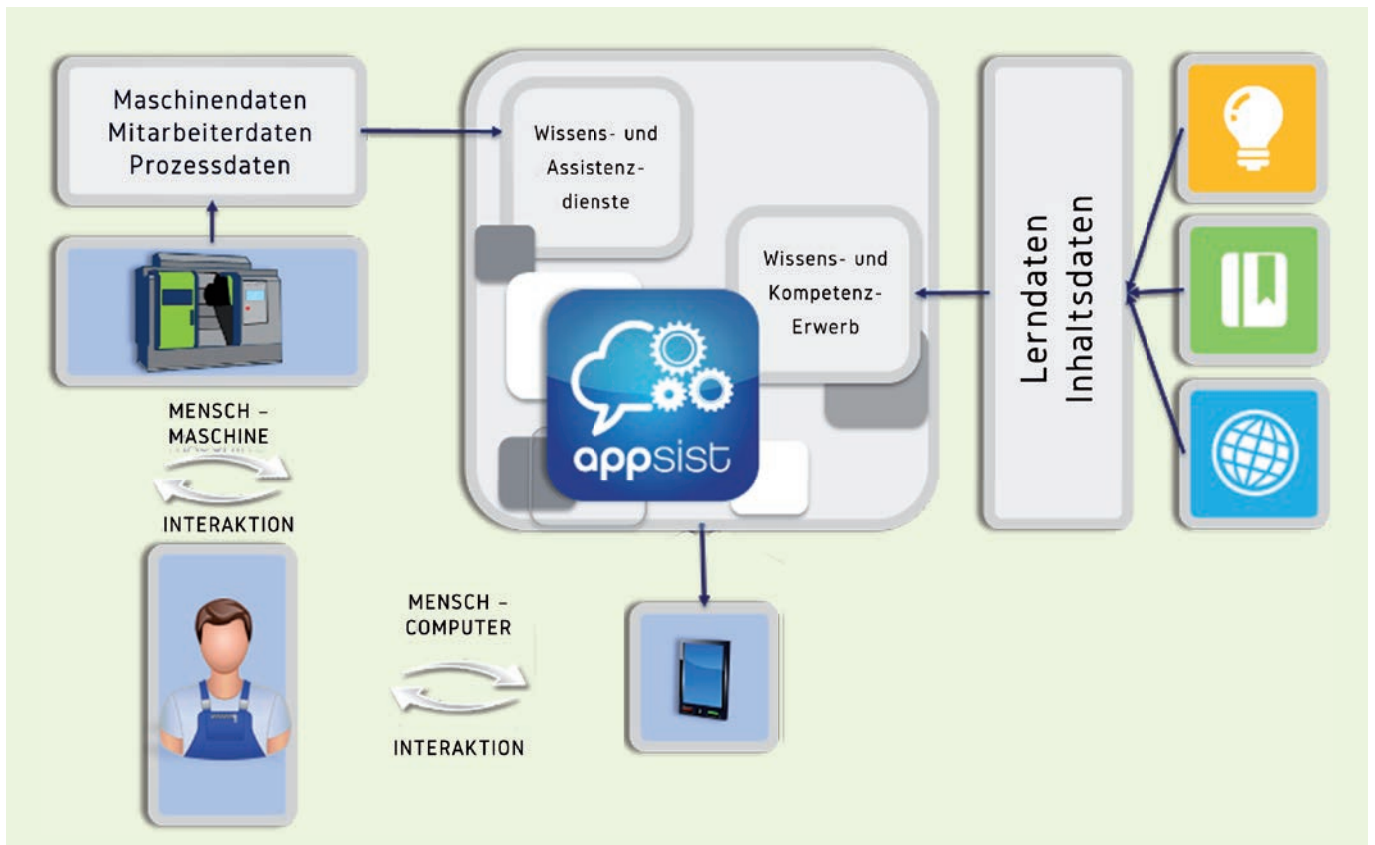 Maschinendaten
Mitarbeiterdaten
Prozessdaten
Wissens- und
Assistenz-
dienste
Wissens- und
Kompetenz-
Erwerb
appsist
Lerndaten
Inhaltsdaten
MENSCH –
MASCHINE
INTERAKTION
MENSCH –
COMPUTER
INTERAKTION